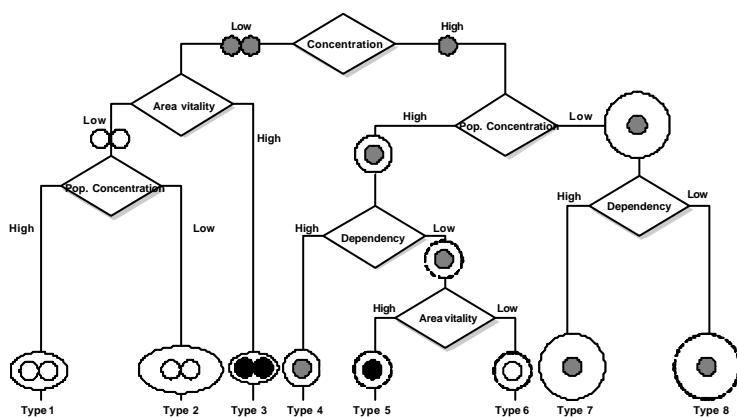 Low
Concentration
High
Area vitality
Low
High
High
Pop. Concentration
Low
Pop. Concentration
High
Low
High
Dependency
Low
High
Dependency
Low
High
Area vitality
Low
Type 1
Type 2
Type 3
Type 4
Type 5
Type 6
Type 7
Type 8